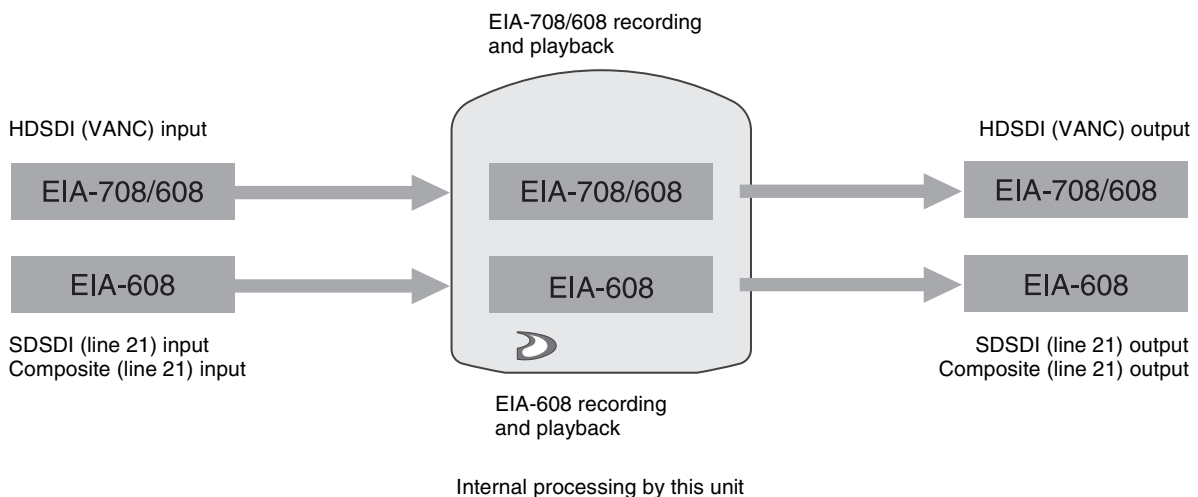 EIA-708/608 recording
and playback
HDSDI (VANC) input
HDSDI (VANC) output
EIA-708/608
EIA-708/608
EIA-708/608
EIA-608
EIA-608
EIA-608
SDSDI (line 21) input
Composite (line 21) input
SDSDI (line 21) output
Composite (line 21) output
EIA-608 recording
and playback
Internal processing by this unit